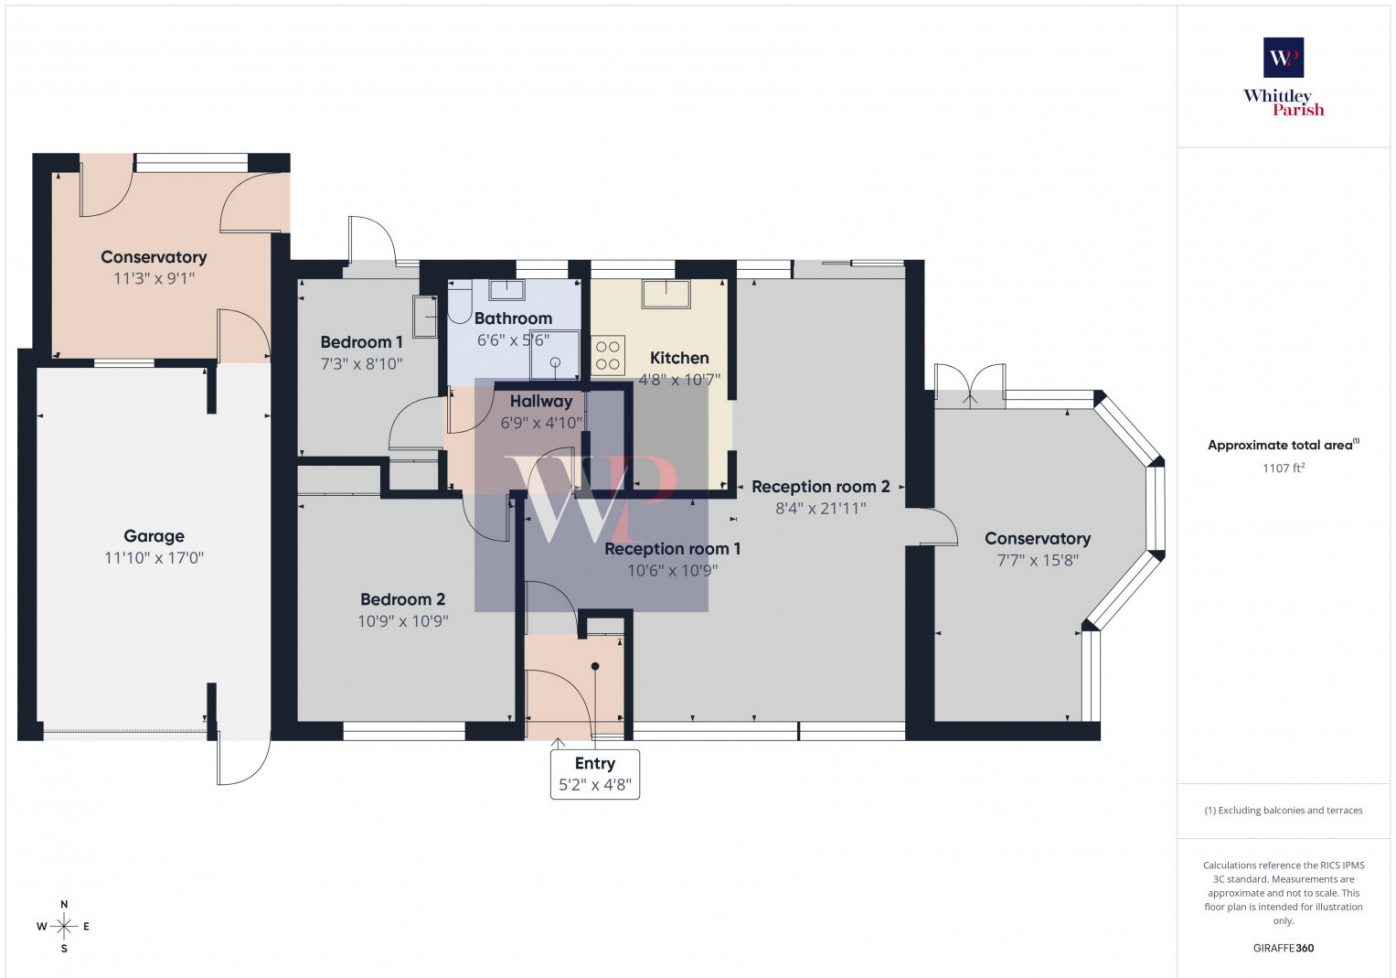 WP
Whittley
Parish
Conservatory
11'3" x 9'1"
Bedroom 1
7'3" x 8'10"
Bathroom
6'6" x 5'6"
Kitchen
4'8" x 10'7"
Hallway
6'9" x 4'10"
WP
Garage
11'10" x 17'0"
Bedroom 2
10'9" x 10'9"
Reception room 1
10'6" x 10'9"
Reception room 2
8'4" x 21'11"
Conservatory
7'7" x 15'8"
Entry
5'2" x 4'8"
N
W E
S
Approximate total area(1)
1107 ft²
(1) Excluding balconies and terraces
Calculations reference the RICS IPMS
3C standard. Measurements are
approximate and not to scale. This
floor plan is intended for illustration
only.
GIRAFFE360